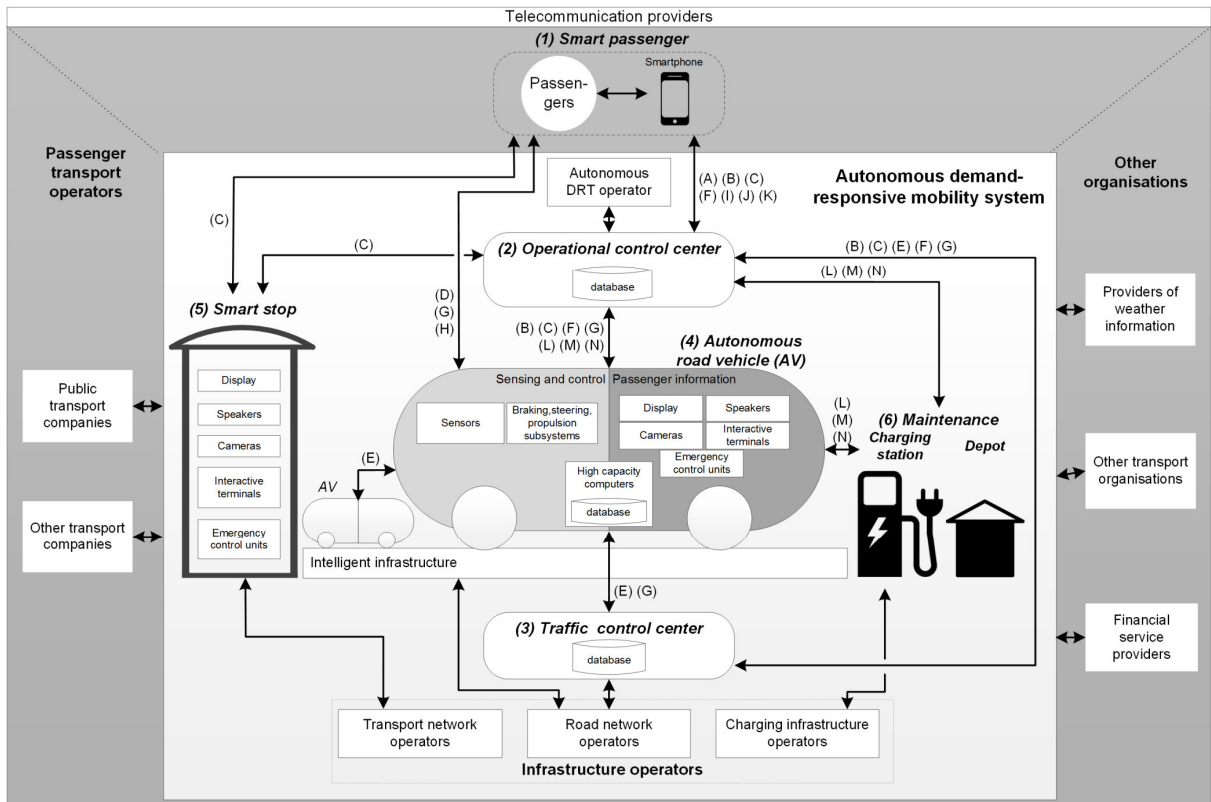 Telecommunication providers
(1) Smart passenger
Smartphone
Passen-
gers
Passenger
transport
operators
Other
organisations
Autonomous demand-
responsive mobility system
Autonomous
DRT operator
(A) (B) (C)
(F) (I) (J) (K)
(C)
(C)
(2) Operational control center
database
(B) (C) (E) (F) (G)
(L) (M) (N)
(D)
(G)
(H)
(B) (C) (F) (G)
(L) (M) (N)
(5) Smart stop
Display
Speakers
Cameras
Interactive
terminals
Emergency
control units
(4) Autonomous
road vehicle (AV)
Sensing and control
Passenger information
Sensors
Braking,steering,
propulsion
subsystems
Display
Speakers
Cameras
Interactive
terminals
Emergency
control units
High capacity
computers
database
(L)
(M)
(N)
(6) Maintenance
Charging
station
Depot
(E)
AV
Intelligent infrastructure
(E) (G)
(3) Traffic control center
database
Transport network
operators
Road network
operators
Charging infrastructure
operators
Infrastructure operators
Public
transport
companies
Other transport
companies
Providers of
weather
information
Other transport
organisations
Financial
service
providers